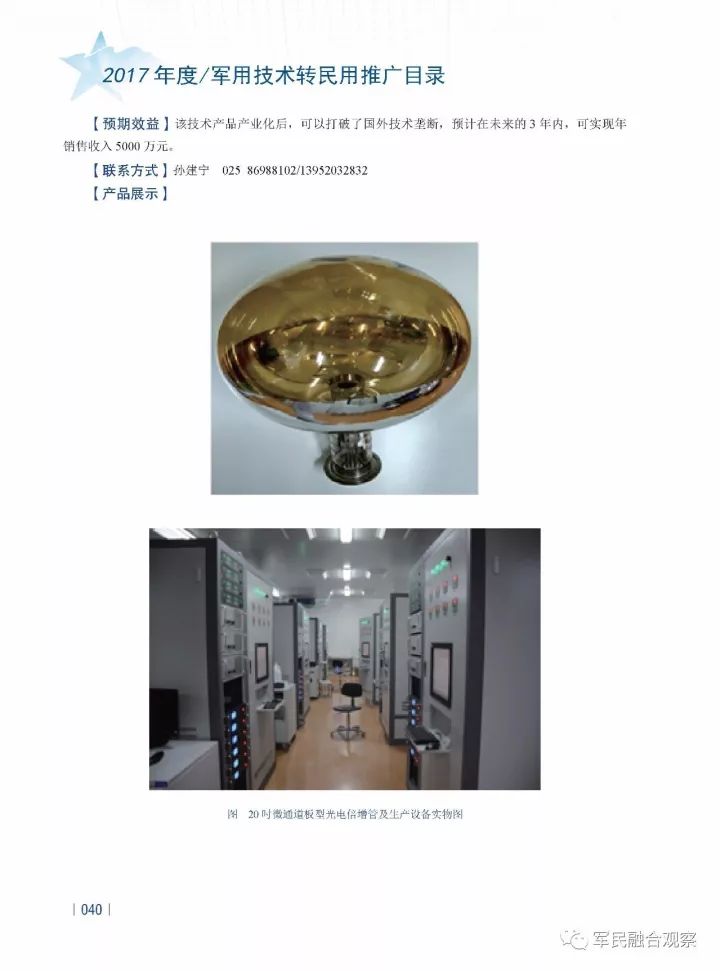 2017 年度/军用技术转民用推广目录
【预期效益】该技术产品产业化后，可以打破了国外技术垄断，预计在未来的 3 年内，可实现年
销售收入 5000 万元。
【联系方式】孙建宁 025 86988102/13952032832
【产品展示】
图 20 吋微通道板型光电倍增管及生产设备实物图
| 040 |
军民融合观察